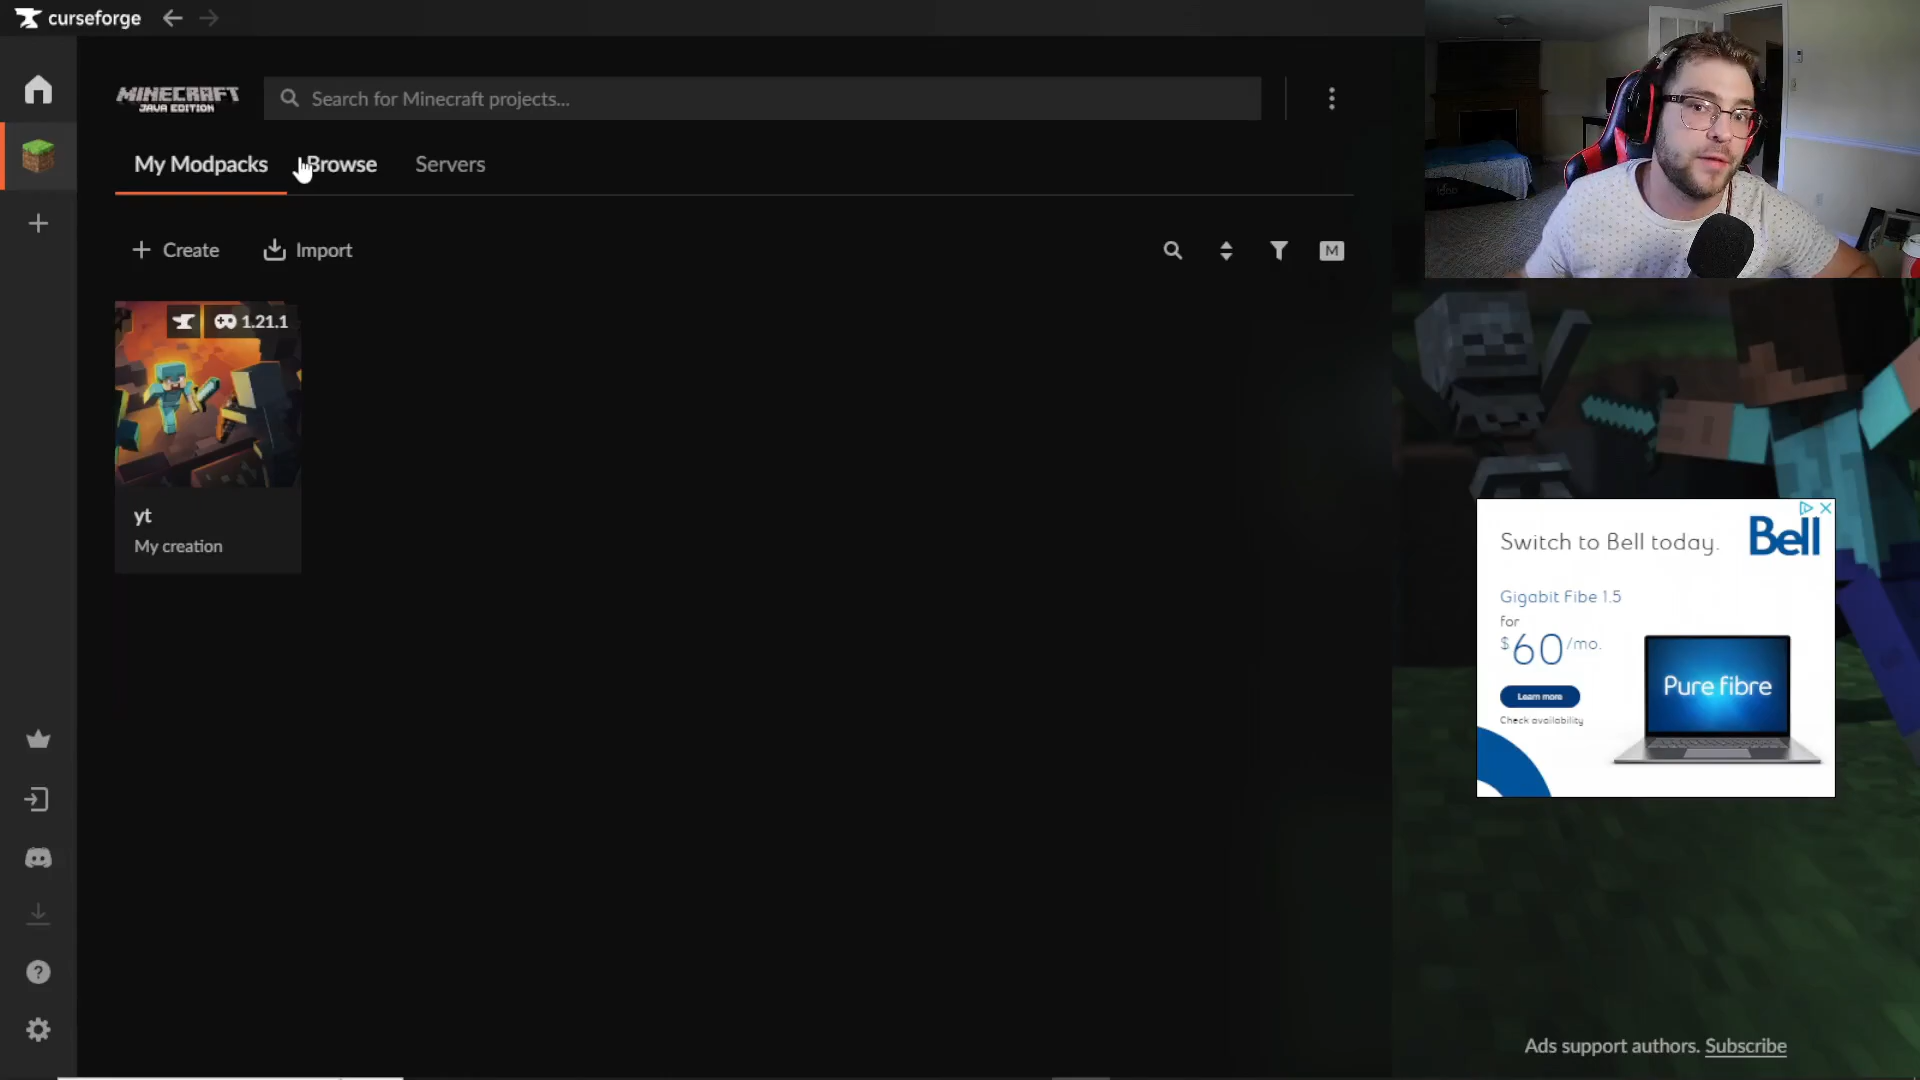 curseforge
MINECRAFT
JAVA EDITION
Search for Minecraft projects...
My Modpacks
Browse
Servers
Create
Import
M
1.21.1
yt
My creation
Switch to Bell today.
Bell
Gigabit Fibe 1.5
for
$60/mo.
Learn more
Check availability
Pure fibre
Ads support authors. Subscribe